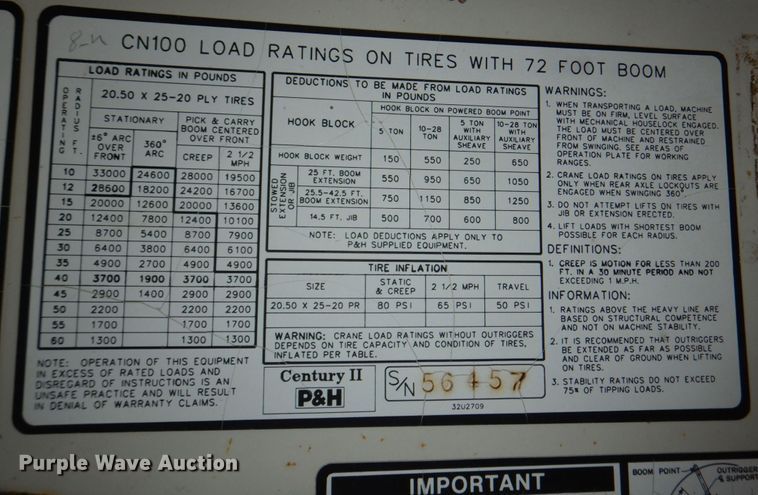 CN100 LOAD RATINGS ON TIRES WITH 72 FOOT BOOM
LOAD RATINGS IN POUNDS
OPERATING RADIUS FT.
20.50 X 25-20 PLY TIRES
STATIONARY
PICK & CARRY BOOM CENTERED OVER FRONT
±6° ARC OVER FRONT
360° ARC
CREEP
2 1/2 MPH
10 33000 24600 28000 19500
12 28600 18200 24200 16700
15 20000 12600 20000 13600
20 12400 7800 12400 10100
25 8700 5400 8700 7900
30 6400 3800 6400 6100
35 4900 2700 4900 4900
40 3700 1900 3700 3700
45 2900 1400 2900 2900
50 2200 2200 2200
55 1700 1700 1700
60 1300 1300 1300
NOTE: OPERATION OF THIS EQUIPMENT
IN EXCESS OF RATED LOADS AND
DISREGARD OF INSTRUCTIONS IS AN
UNSAFE PRACTICE AND WILL RESULT
IN DENIAL OF WARRANTY CLAIMS.
DEDUCTIONS TO BE MADE FROM LOAD RATINGS
IN POUNDS
HOOK BLOCK
HOOK BLOCK ON POWERED BOOM POINT
5 TON
10-28 TON
5 TON WITH AUXILIARY SHEAVE
10-28 TON WITH AUXILIARY SHEAVE
HOOK BLOCK WEIGHT 150 550 250 650
STOWED EXTENSION OR JIB
25 FT. BOOM EXTENSION 550 950 650 1050
25.5-42.5 FT. BOOM EXTENSION 750 1150 850 1250
14.5 FT. JIB 500 700 600 800
NOTE: LOAD DEDUCTIONS APPLY ONLY TO
P&H SUPPLIED EQUIPMENT.
TIRE INFLATION
SIZE
STATIC & CREEP
2 1/2 MPH
TRAVEL
20.50 X 25-20 PR 80 PSI 65 PSI 50 PSI
WARNING: CRANE LOAD RATINGS WITHOUT OUTRIGGERS
DEPENDS ON TIRE CAPACITY AND CONDITION OF TIRES,
INFLATED PER TABLE.
Century II
P&H
S/N 56457
32U2709
WARNINGS:
1. WHEN TRANSPORTING A LOAD, MACHINE
MUST BE ON FIRM, LEVEL SURFACE
WITH MECHANICAL HOUSELOCK ENGAGED.
THE LOAD MUST BE CENTERED OVER
FRONT OF MACHINE AND RESTRAINED
FROM SWINGING. SEE AREAS OF
OPERATION PLATE FOR WORKING
RANGES.
2. CRANE LOAD RATINGS ON TIRES APPLY
ONLY WHEN REAR AXLE LOCKOUTS ARE
ENGAGED WHEN SWINGING 360°.
3. DO NOT ATTEMPT LIFTS ON TIRES WITH
JIB OR EXTENSION ERECTED.
4. LIFT LOADS WITH SHORTEST BOOM
POSSIBLE FOR EACH RADIUS.
DEFINITIONS:
1. CREEP IS MOTION FOR LESS THAN 200
FT. IN A 30 MINUTE PERIOD AND NOT
EXCEEDING 1 M.P.H.
INFORMATION:
1. RATINGS ABOVE THE HEAVY LINE ARE
BASED ON STRUCTURAL COMPETENCE
AND NOT ON MACHINE STABILITY.
2. IT IS RECOMMENDED THAT OUTRIGGERS
BE EXTENDED AS FAR AS POSSIBLE
AND CLEAR OF GROUND WHEN LIFTING
ON TIRES.
3. STABILITY RATINGS DO NOT EXCEED
75% OF TIPPING LOADS.
Purple Wave Auction
IMPORTANT
BOOM POINT
OUTRIGGER
& SUPPORT